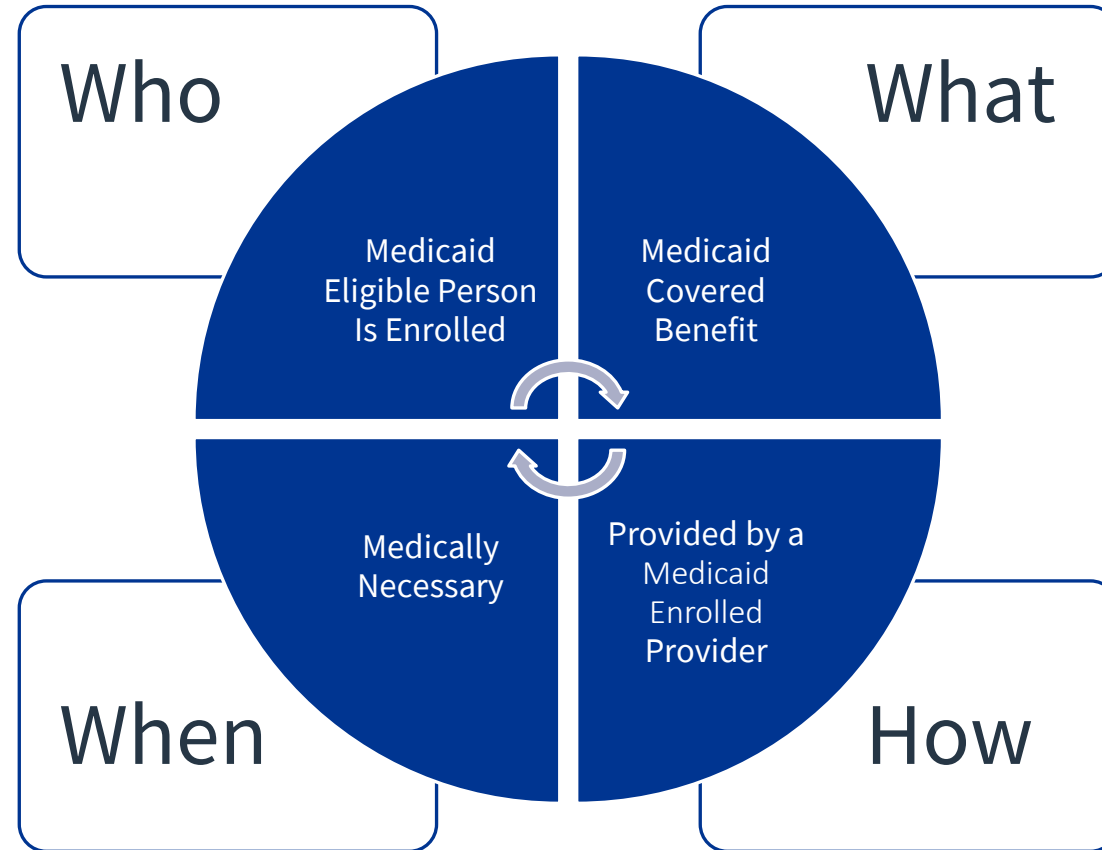 Who
Medicaid
Eligible Person
Is Enrolled
What
Medicaid
Covered
Benefit
When
Medically
Necessary
How
Provided by a
Medicaid
Enrolled
Provider